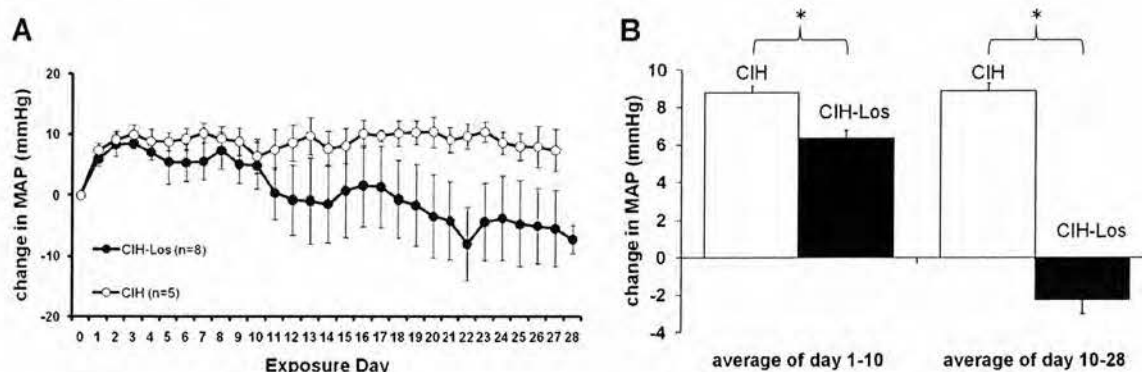 A
change in MAP (mmHg)
20
10
0
-10
-20
CIH-Los (n=8)
CIH (n=5)
0 1 2 3 4 5 6 7 8 9 10 11 12 13 14 15 16 17 18 19 20 21 22 23 24 25 26 27 28
Exposure Day
B
* *
change in MAP (mmHg)
10
8
6
4
2
0
-2
-4
CIH
CIH-Los
CIH
CIH-Los
average of day 1-10
average of day 10-28